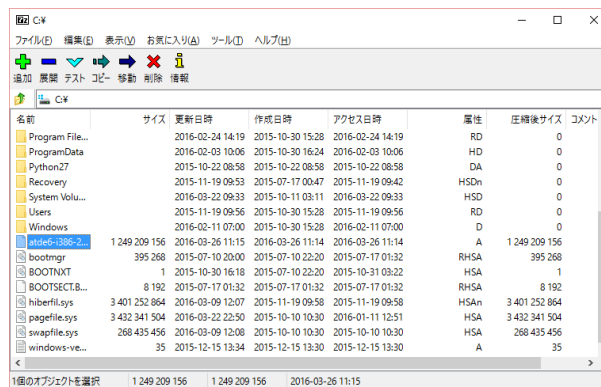 7z C:¥
ファイル(F) 編集(E) 表示(V) お気に入り(A) ツール(T) ヘルプ(H)
追加 展開 テスト コピー 移動 削除 情報
C:¥
名前 サイズ 更新日時 作成日時 アクセス日時 属性 圧縮後サイズ コメント
Program File... 2016-02-24 14:19 2015-10-30 15:28 2016-02-24 14:19 RD 0
ProgramData 2016-02-03 10:06 2015-10-30 16:24 2016-02-03 10:06 HD 0
Python27 2015-10-22 08:58 2015-10-22 08:58 2015-10-22 08:58 DA 0
Recovery 2015-11-19 09:53 2015-07-17 00:47 2015-11-19 09:42 HSDn 0
System Volu... 2016-03-22 09:33 2015-10-11 03:11 2016-03-22 09:33 HSD 0
Users 2015-11-19 09:56 2015-10-30 15:28 2015-11-19 09:56 RD 0
Windows 2016-02-11 07:00 2015-10-30 15:28 2016-02-11 07:00 D 0
atde6-i386-2... 1 249 209 156 2016-03-26 11:15 2016-03-26 11:14 2016-03-26 11:14 A 1 249 209 156
bootmgr 395 268 2015-07-10 20:00 2015-07-10 22:20 2015-07-17 01:32 RHSA 395 268
BOOTNXT 1 2015-10-30 16:18 2015-07-10 22:20 2015-10-31 03:22 HSA 1
BOOTSECT.B... 8 192 2015-07-17 01:32 2015-07-17 01:32 2015-07-17 01:32 RHSA 8 192
hiberfil.sys 3 401 252 864 2016-03-09 12:07 2015-11-19 09:58 2015-11-19 09:58 HSAn 3 401 252 864
pagefile.sys 3 432 341 504 2016-03-22 22:50 2015-10-10 10:30 2016-01-11 12:51 HSA 3 432 341 504
swapfile.sys 268 435 456 2016-03-09 12:08 2015-10-10 10:30 2015-10-10 10:30 HSA 268 435 456
windows-ve... 35 2015-12-15 13:34 2015-12-15 13:30 2015-12-15 13:30 A 35
1個のオブジェクトを選択 1 249 209 156 1 249 209 156 2016-03-26 11:15